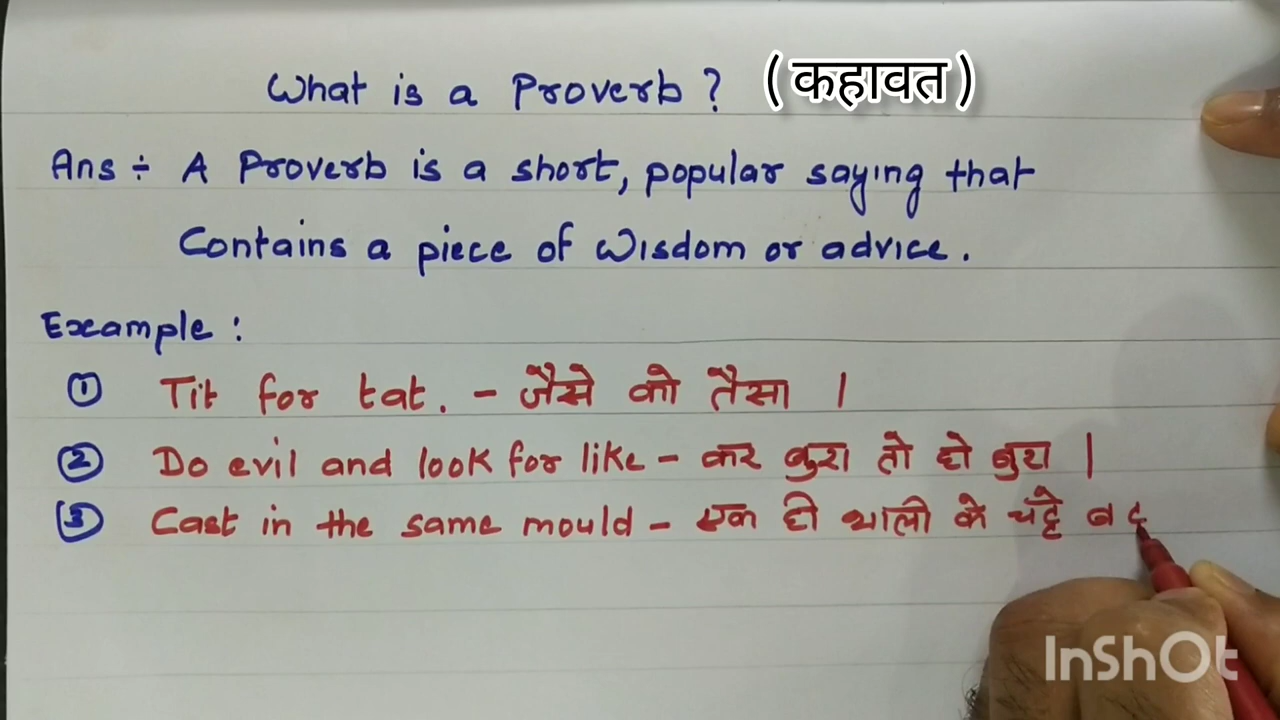 What is a Proverb? (कहावत)
Ans ÷ A Proverb is a short, popular saying that
Contains a piece of wisdom or advice.
Example:
① Tit for tat. - जैसे को तैसा ।
② Do evil and look for like - कर बुरा तो हो बुरा ।
③ Cast in the same mould - एक ही थाली के चट्टे
InShOt